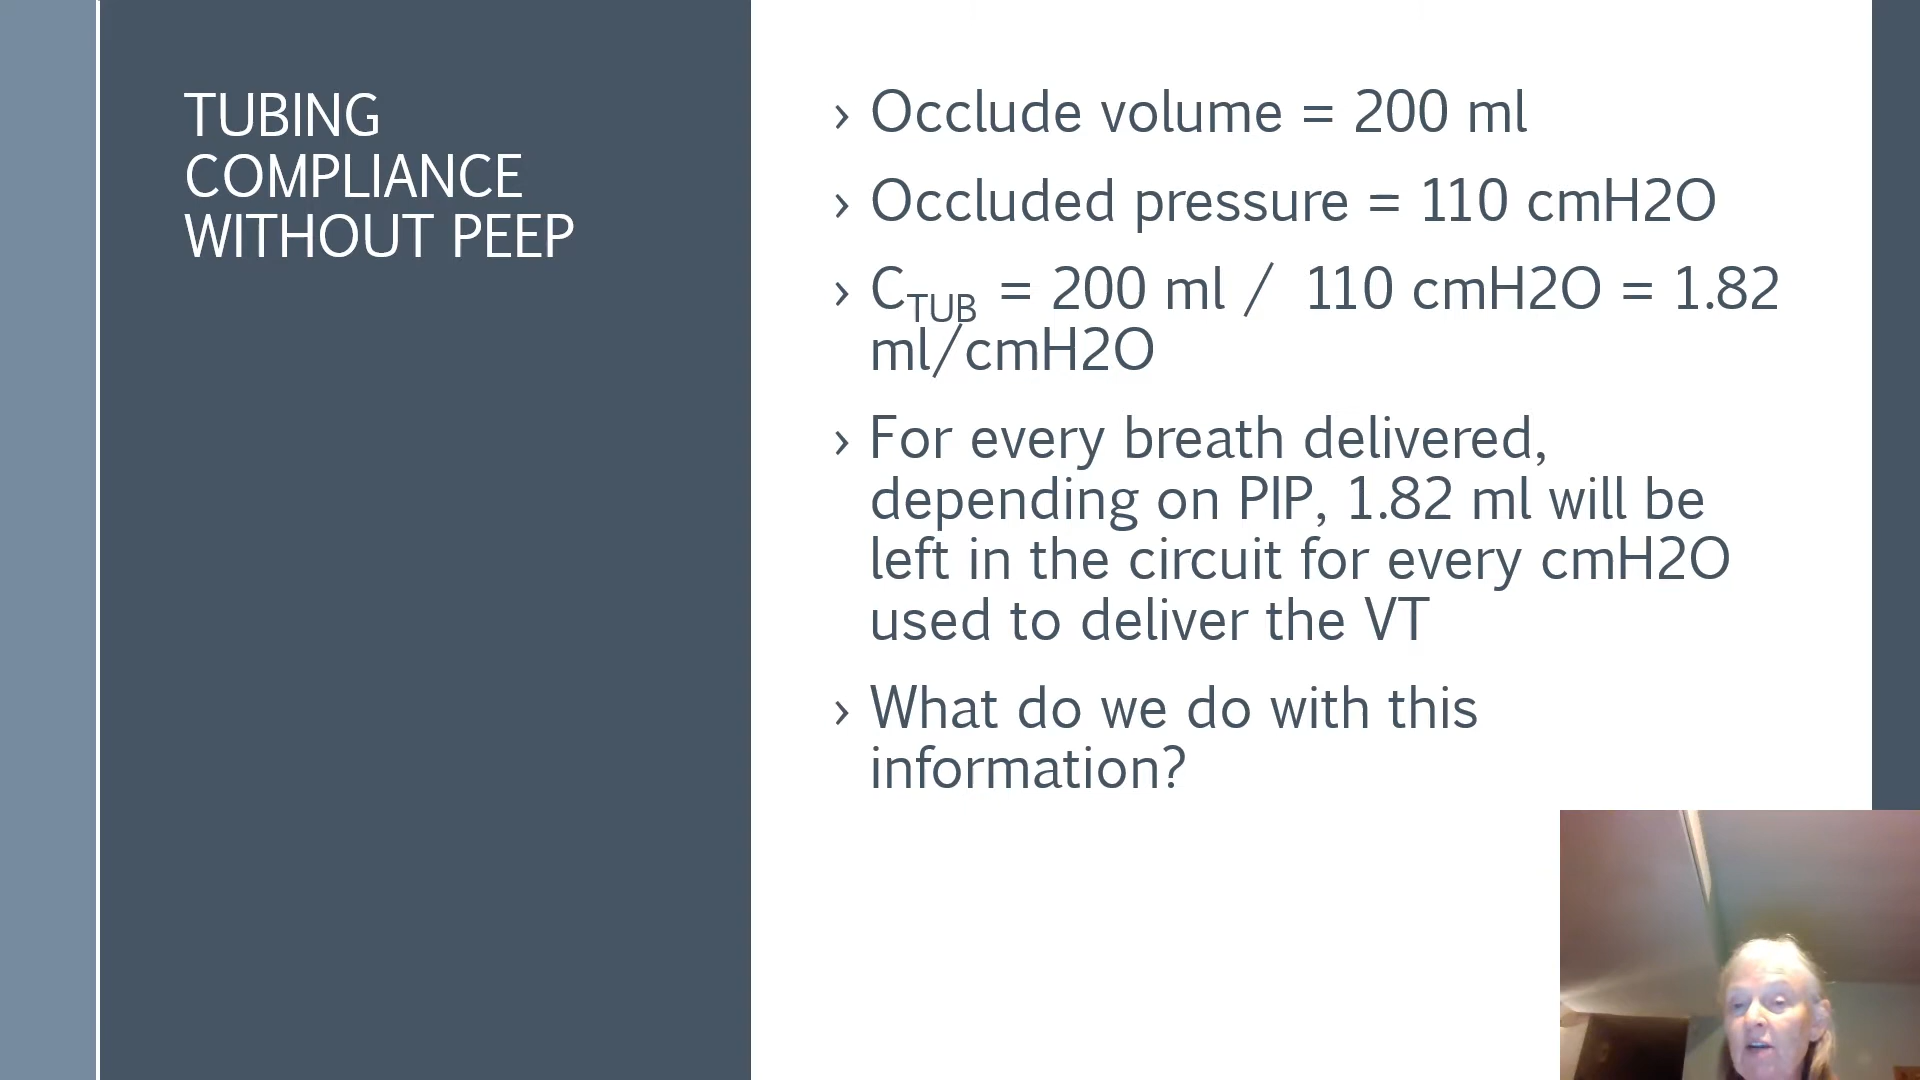 TUBING
COMPLIANCE
WITHOUT PEEP
› Occlude volume = 200 ml
› Occluded pressure = 110 cmH2O
› CTUB = 200 ml / 110 cmH2O = 1.82
ml/cmH2O
› For every breath delivered,
depending on PIP, 1.82 ml will be
left in the circuit for every cmH2O
used to deliver the VT
› What do we do with this
information?